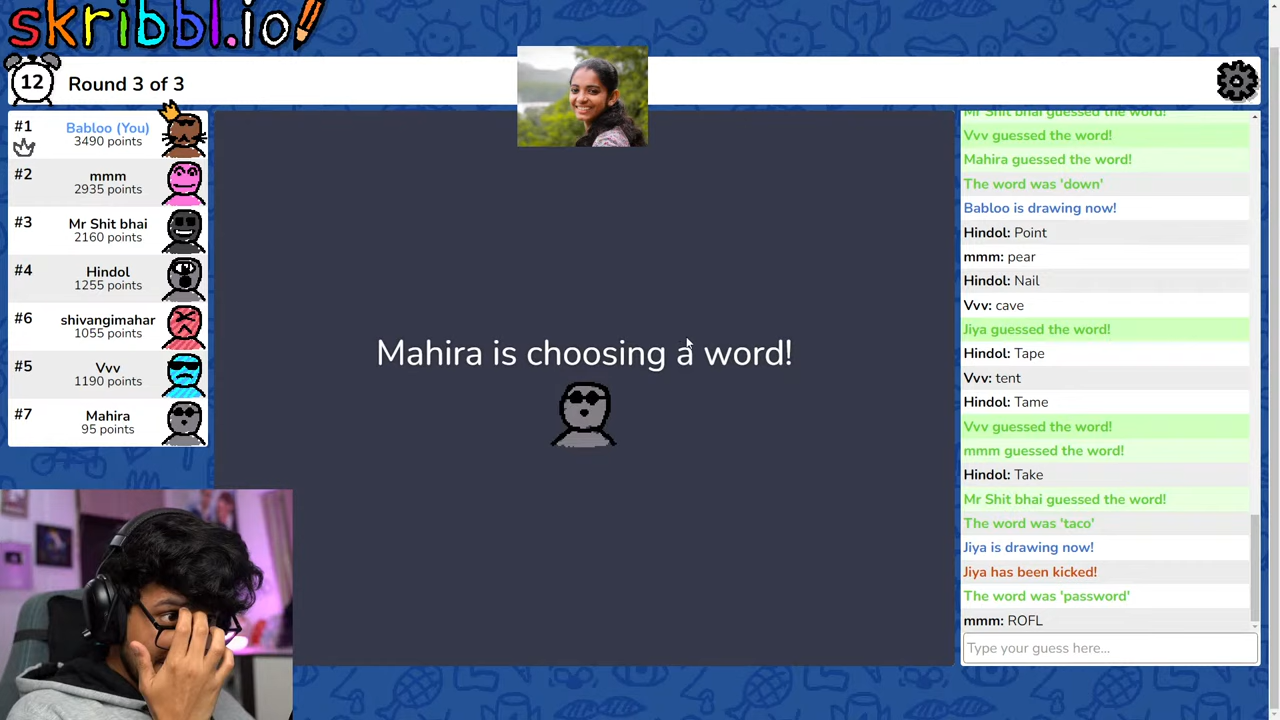 skribbl.io
12
Round 3 of 3
#1
Babloo (You)
3490 points
#2
mmm
2935 points
#3
Mr Shit bhai
2160 points
#4
Hindol
1255 points
#6
shivangimahar
1055 points
#5
Vvv
1190 points
#7
Mahira
95 points
Mahira is choosing a word!
Mr Shit bhai guessed the word!
Vvv guessed the word!
Mahira guessed the word!
The word was 'down'
Babloo is drawing now!
Hindol: Point
mmm: pear
Hindol: Nail
Vvv: cave
Jiya guessed the word!
Hindol: Tape
Vvv: tent
Hindol: Tame
Vvv guessed the word!
mmm guessed the word!
Hindol: Take
Mr Shit bhai guessed the word!
The word was 'taco'
Jiya is drawing now!
Jiya has been kicked!
The word was 'password'
mmm: ROFL
Type your guess here...